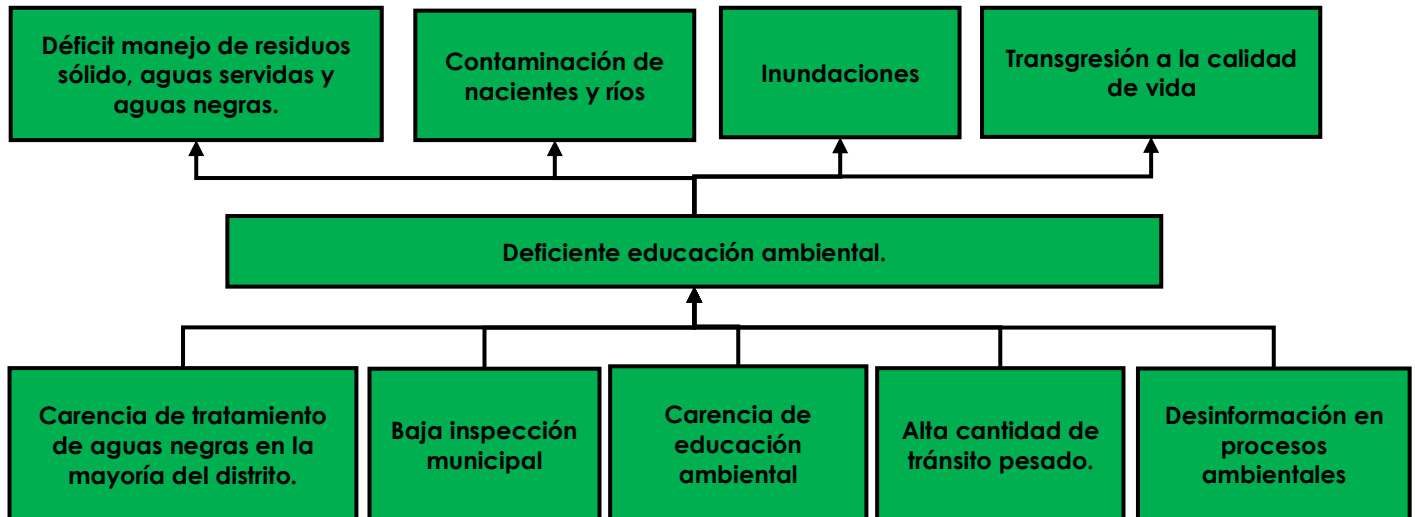 Déficit manejo de residuos
sólido, aguas servidas y
aguas negras.
Contaminación de
nacientes y ríos
Inundaciones
Transgresión a la calidad
de vida
Deficiente educación ambiental.
Carencia de tratamiento
de aguas negras en la
mayoría del distrito.
Baja inspección
municipal
Carencia de
educación
ambiental
Alta cantidad de
tránsito pesado.
Desinformación en
procesos
ambientales